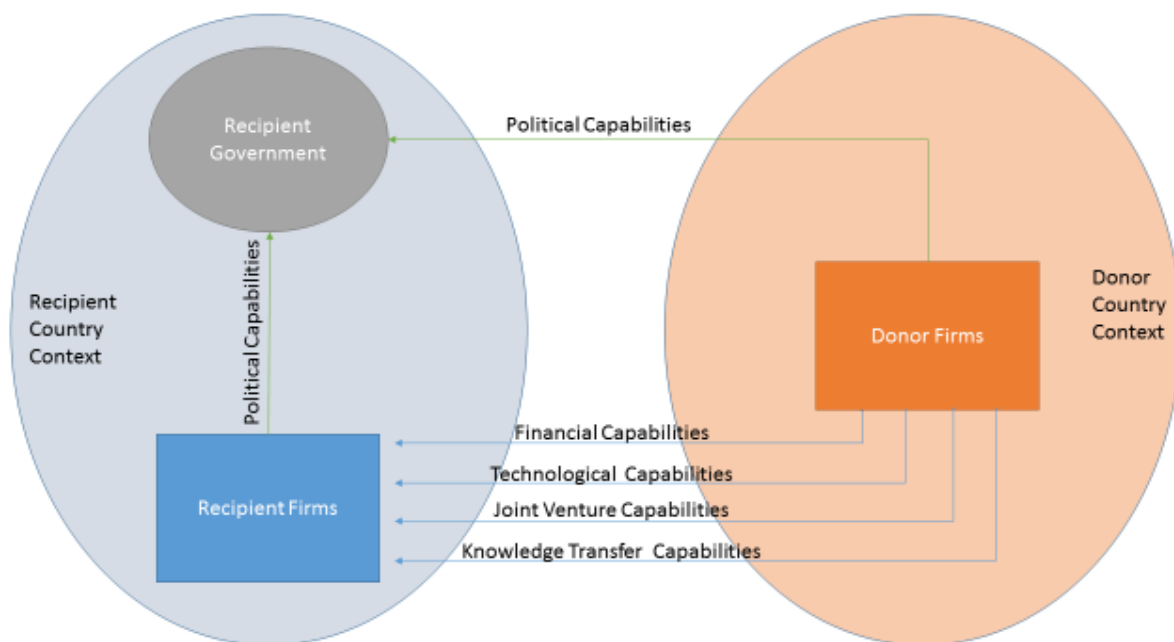 Recipient
Government
Political Capabilities
Political Capabilities
Recipient
Country
Context
Donor
Country
Context
Donor Firms
Financial Capabilities
Technological Capabilities
Recipient Firms
Joint Venture Capabilities
Knowledge Transfer Capabilities